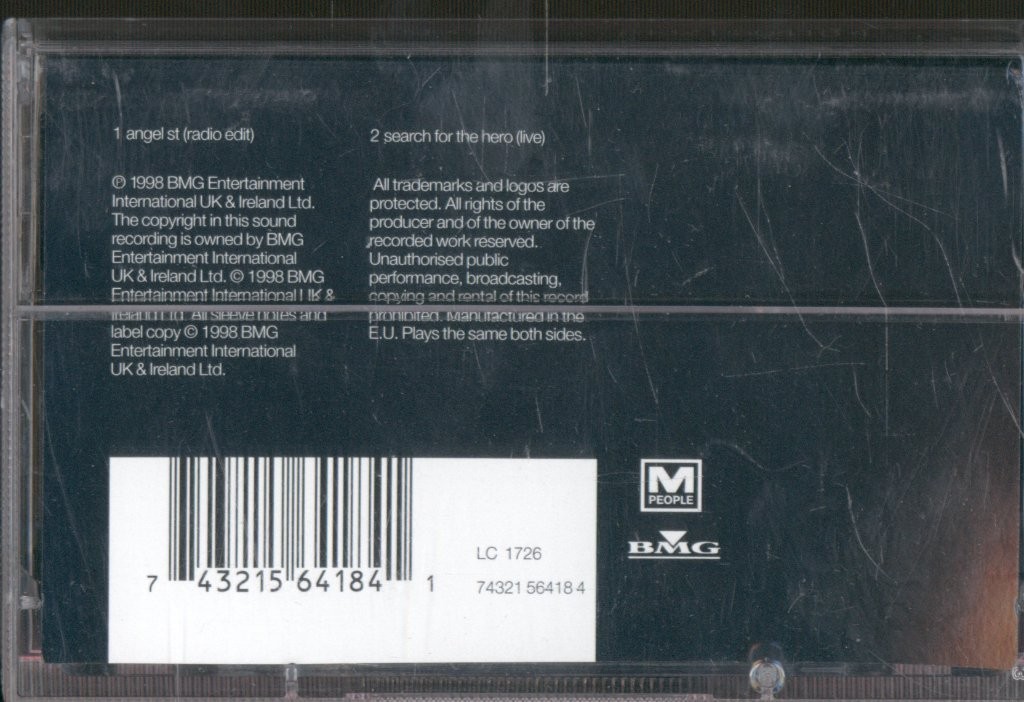 1 angel st (radio edit)
2 search for the hero (live)
℗ 1998 BMG Entertainment
International UK & Ireland Ltd.
The copyright in this sound
recording is owned by BMG
Entertainment International
UK & Ireland Ltd. © 1998 BMG
Entertainment International UK &
Ireland Ltd. All sleeve notes and
label copy © 1998 BMG
Entertainment International
UK & Ireland Ltd.
All trademarks and logos are
protected. All rights of the
producer and of the owner of the
recorded work reserved.
Unauthorised public
performance, broadcasting,
copying and rental of this record
prohibited. Manufactured in the
E.U. Plays the same both sides.
7 43215 64184 1
LC 1726
74321 56418 4
M
PEOPLE
BMG